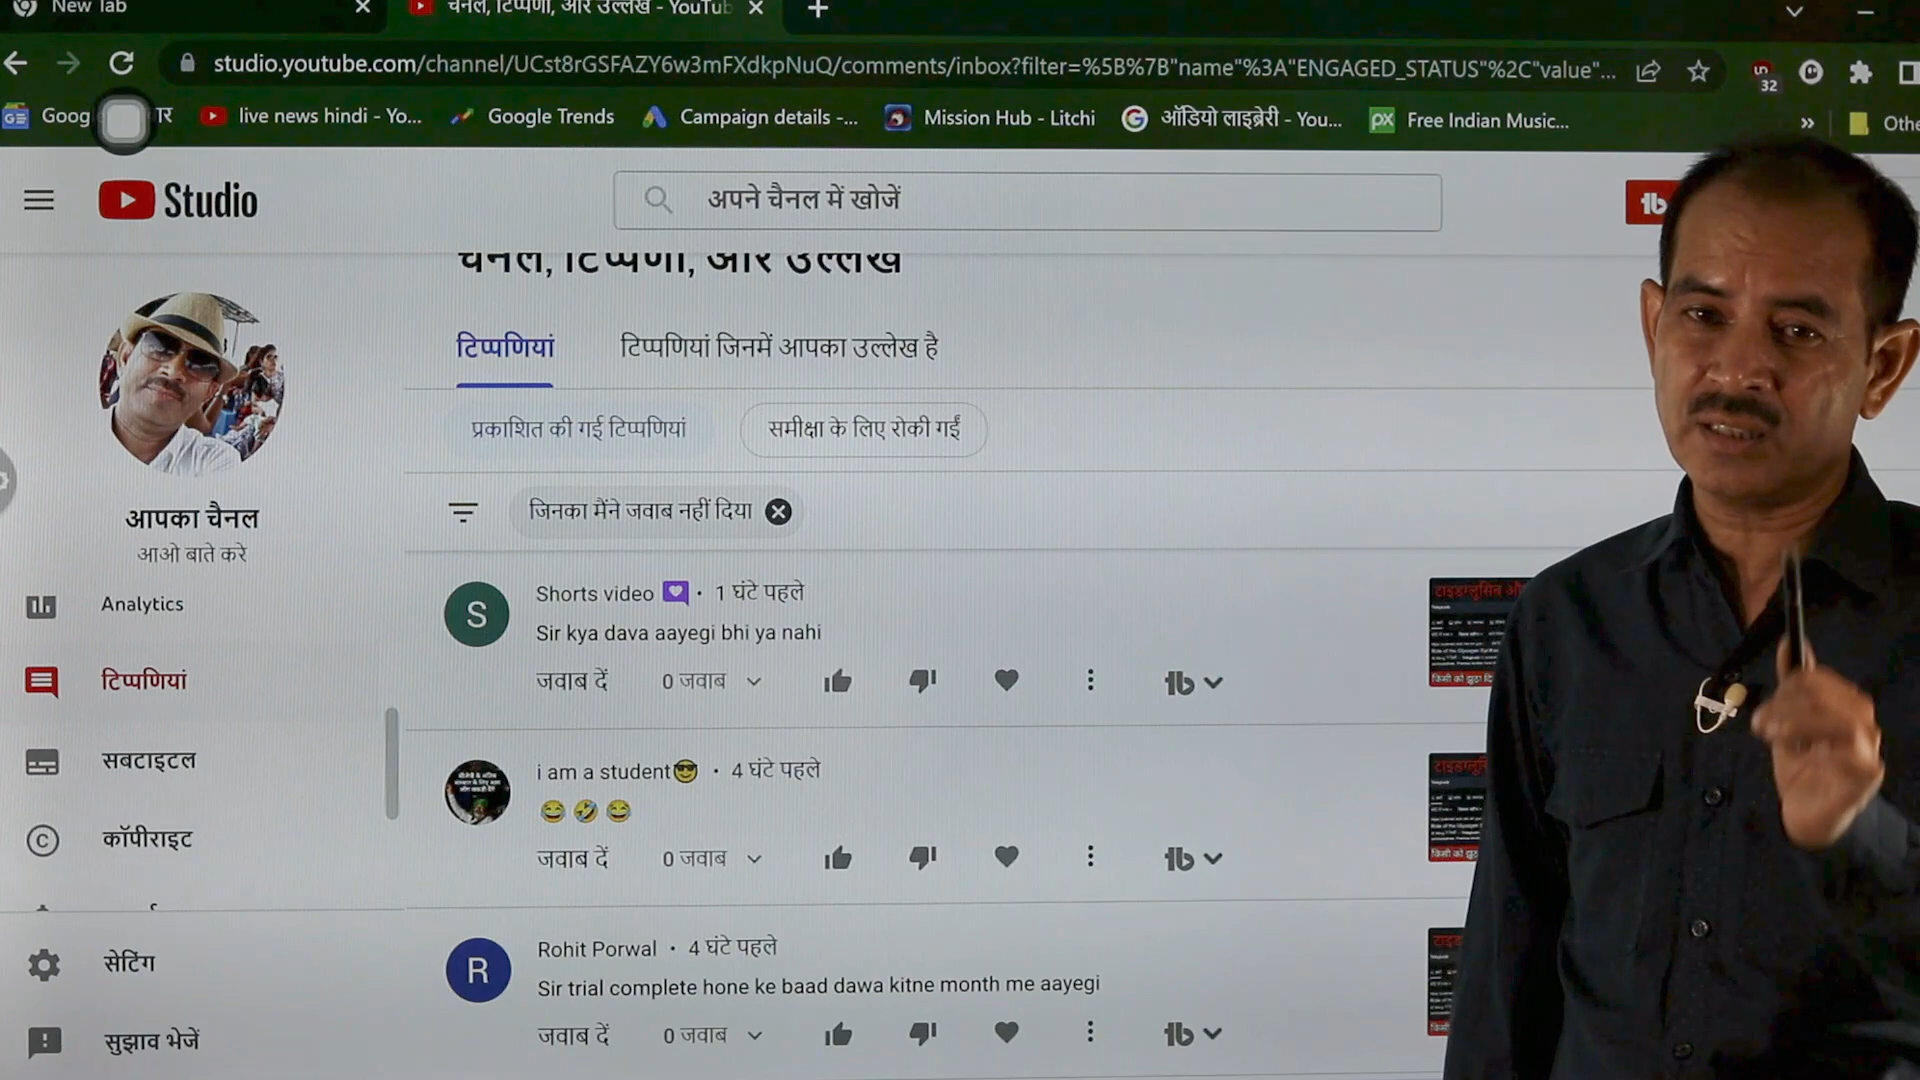 New Tab
चैनल, टिप्पणी, और उल्लेख - YouTub
studio.youtube.com/channel/UCst8rGSFAZY6w3mFXdkpNuQ/comments/inbox?filter=%5B%7B"name"%3A"ENGAGED_STATUS"%2C"value"...
32
Goog
र
live news hindi - Yo...
Google Trends
Campaign details -...
Mission Hub - Litchi
ऑडियो लाइब्रेरी - You...
Free Indian Music...
»
Othe
Studio
अपने चैनल में खोजें
चैनल, टिप्पणी, और उल्लेख
टिप्पणियां
टिप्पणियां जिनमें आपका उल्लेख है
प्रकाशित की गई टिप्पणियां
समीक्षा के लिए रोकी गईं
जिनका मैंने जवाब नहीं दिया
आपका चैनल
आओ बाते करे
Analytics
टिप्पणियां
सबटाइटल
कॉपीराइट
सेटिंग
सुझाव भेजें
S
Shorts video • 1 घंटे पहले
Sir kya dava aayegi bhi ya nahi
जवाब दें 0 जवाब
i am a student😎 • 4 घंटे पहले
😂 🤣 😂
जवाब दें 0 जवाब
R
Rohit Porwal • 4 घंटे पहले
Sir trial complete hone ke baad dawa kitne month me aayegi
जवाब दें 0 जवाब